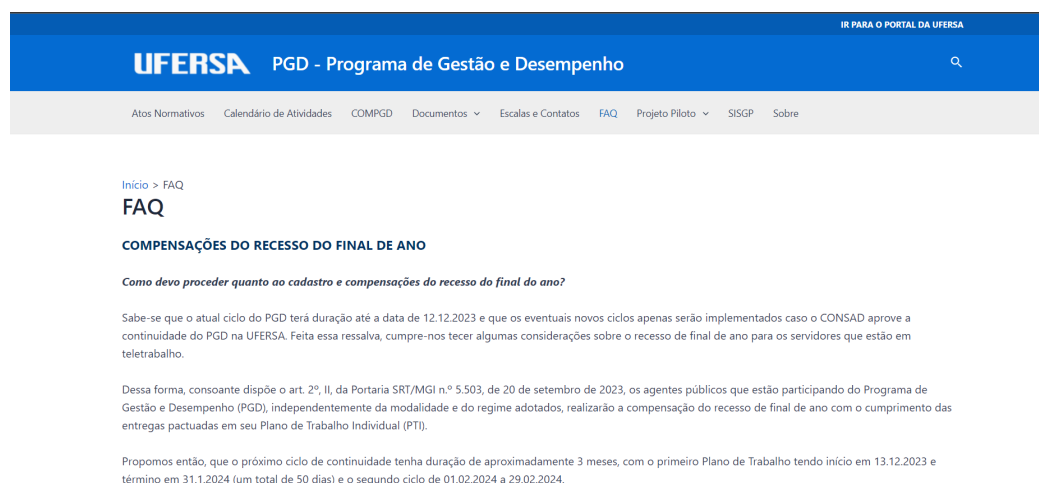 IR PARA O PORTAL DA UFERSA
UFERSA PGD - Programa de Gestão e Desempenho
Atos Normativos Calendário de Atividades COMPGD Documentos Escalas e Contatos FAQ Projeto Piloto SISGP Sobre
Início > FAQ
FAQ
COMPENSAÇÕES DO RECESSO DO FINAL DE ANO
Como devo proceder quanto ao cadastro e compensações do recesso do final do ano?
Sabe-se que o atual ciclo do PGD terá duração até a data de 12.12.2023 e que os eventuais novos ciclos apenas serão implementados caso o CONSAD aprove a
continuidade do PGD na UFERSA. Feita essa ressalva, cumpre-nos tecer algumas considerações sobre o recesso de final de ano para os servidores que estão em
teletrabalho.
Dessa forma, consoante dispõe o art. 2º, II, da Portaria SRT/MGI n.º 5.503, de 20 de setembro de 2023, os agentes públicos que estão participando do Programa de
Gestão e Desempenho (PGD), independentemente da modalidade e do regime adotados, realizarão a compensação do recesso de final de ano com o cumprimento das
entregas pactuadas em seu Plano de Trabalho Individual (PTI).
Propomos então, que o próximo ciclo de continuidade tenha duração de aproximadamente 3 meses, com o primeiro Plano de Trabalho tendo início em 13.12.2023 e
término em 31.1.2024 (um total de 50 dias) e o segundo ciclo de 01.02.2024 a 29.02.2024.